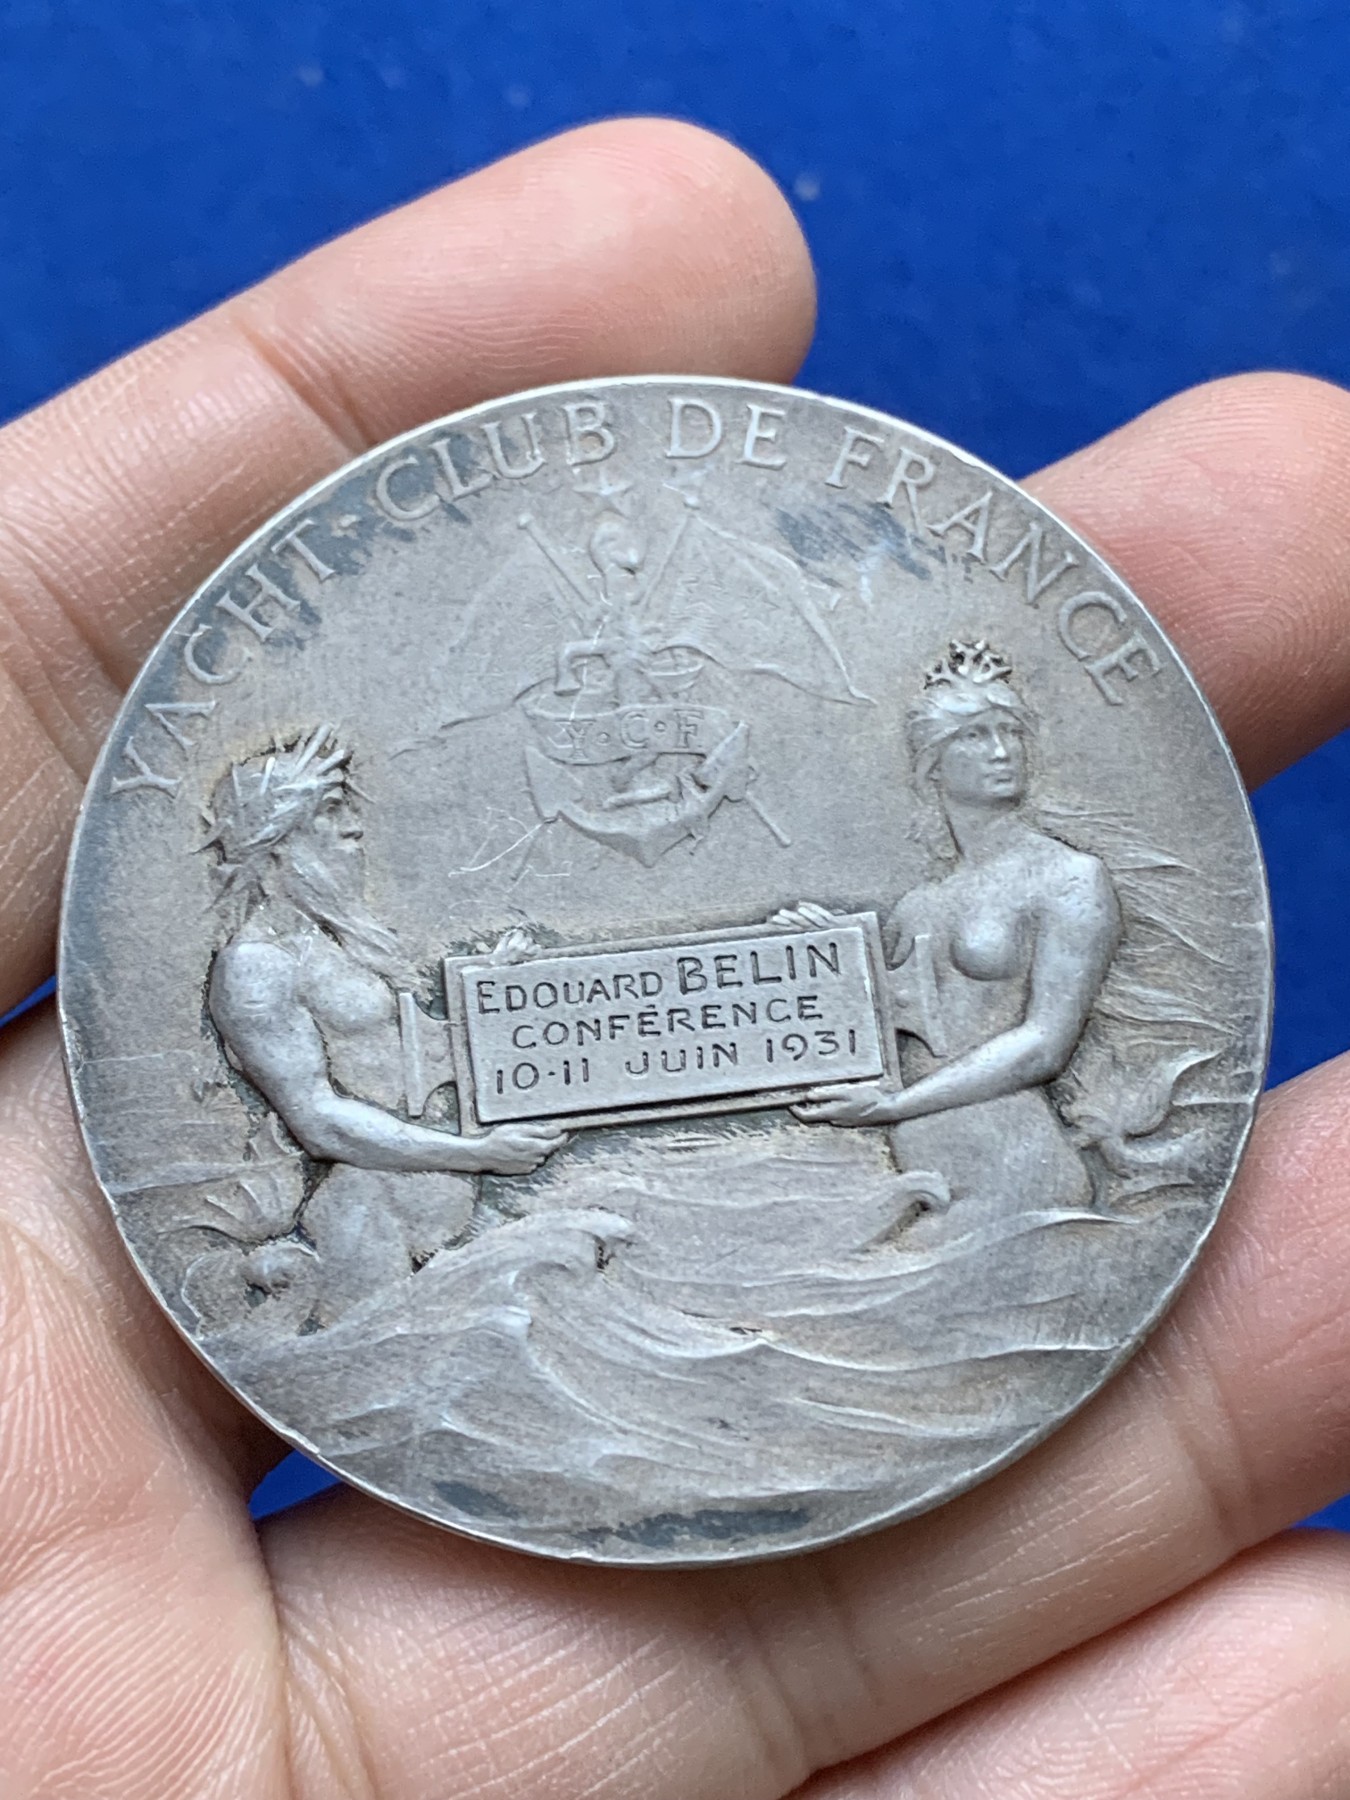 YACHT·CLUB DE FRANCE
Y·C·F
EDOUARD BELIN
CONFÉRENCE
10-11 JUIN 1931